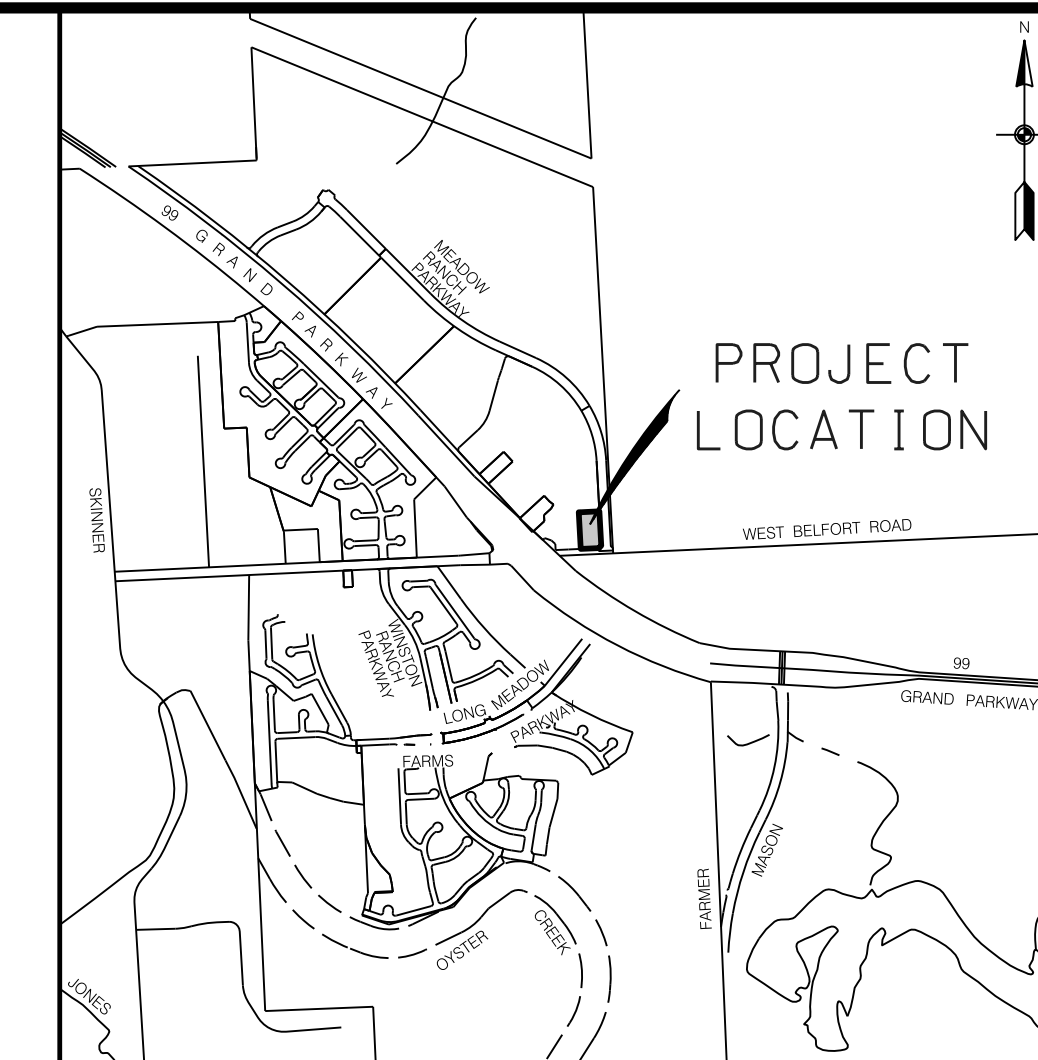 N
99 GRAND PARKWAY
MEADOW
RANCH
PARKWAY
PROJECT
LOCATION
SKINNER
WEST BELFORT ROAD
WINSTON
RANCH
PARKWAY
99
GRAND PARKWAY
LONG MEADOW
PARKWAY
FARMS
MASON
FARMER
OYSTER
CREEK
JONES